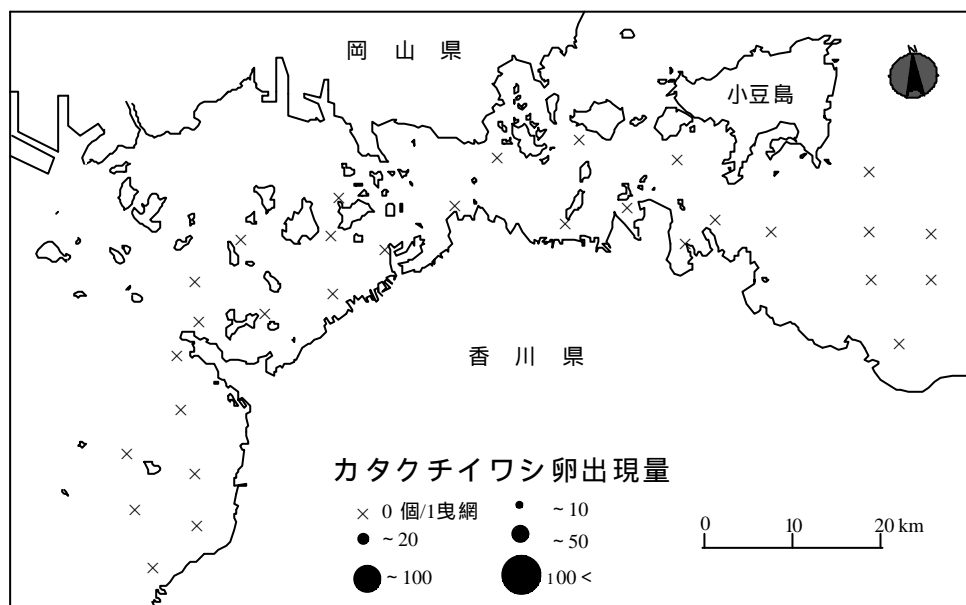 岡 山 県
N
小豆島
香 川 県
カタクチイワシ卵出現量
× 0 個/1曳網
~10
~20
~50
~100
100 <
0 10 20 km